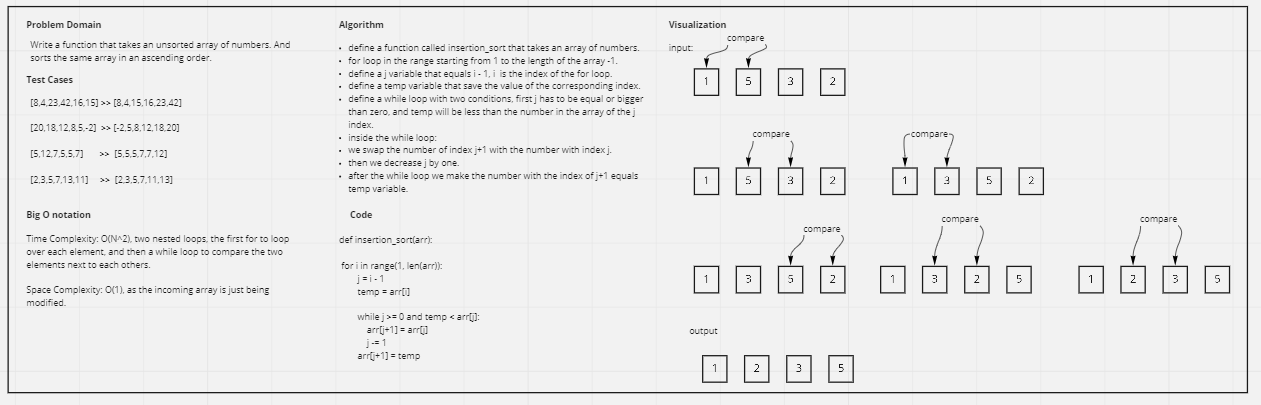 Problem Domain
Write a function that takes an unsorted array of numbers. And
sorts the same array in an ascending order.
Test Cases
[8,4,23,42,16,15] >> [8,4,15,16,23,42]
[20,18,12,8,5,-2] >> [-2,5,8,12,18,20]
[5,12,7,5,5,7] >> [5,5,5,7,7,12]
[2,3,5,7,13,11] >> [2,3,5,7,11,13]
Big O notation
Time Complexity: O(N^2), two nested loops, the first for to loop
over each element, and then a while loop to compare the two
elements next to each others.
Space Complexity: O(1), as the incoming array is just being
modified.
Algorithm
• define a function called insertion_sort that takes an array of numbers.
• for loop in the range starting from 1 to the length of the array -1.
• define a j variable that equals i - 1, i is the index of the for loop.
• define a temp variable that save the value of the corresponding index.
• define a while loop with two conditions, first j has to be equal or bigger
than zero, and temp will be less than the number in the array of the j
index.
• inside the while loop:
• we swap the number of index j+1 with the number with index j.
• then we decrease j by one.
• after the while loop we make the number with the index of j+1 equals
temp variable.
Code
def insertion_sort(arr):
for i in range(1, len(arr)):
j = i - 1
temp = arr[i]
while j >= 0 and temp < arr[j]:
arr[j+1] = arr[j]
j -= 1
arr[j+1] = temp
Visualization
compare
input:
1 5 3 2
compare compare
1 5 3 2 1 3 5 2
compare compare compare
1 3 5 2 1 3 2 5 1 2 3 5
output
1 2 3 5